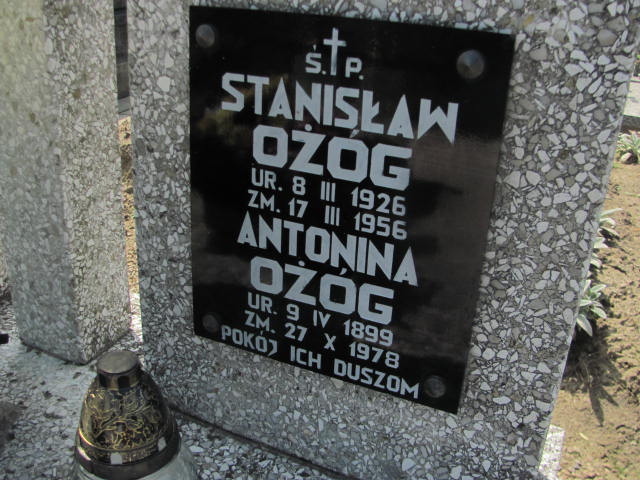 Ś. P.
STANISŁAW
OŻÓG
UR. 8 III 1926
ZM. 17 III 1956
ANTONINA
OŻÓG
UR. 9 IV 1899
ZM. 27 X 1978
POKÓJ ICH DUSZOM